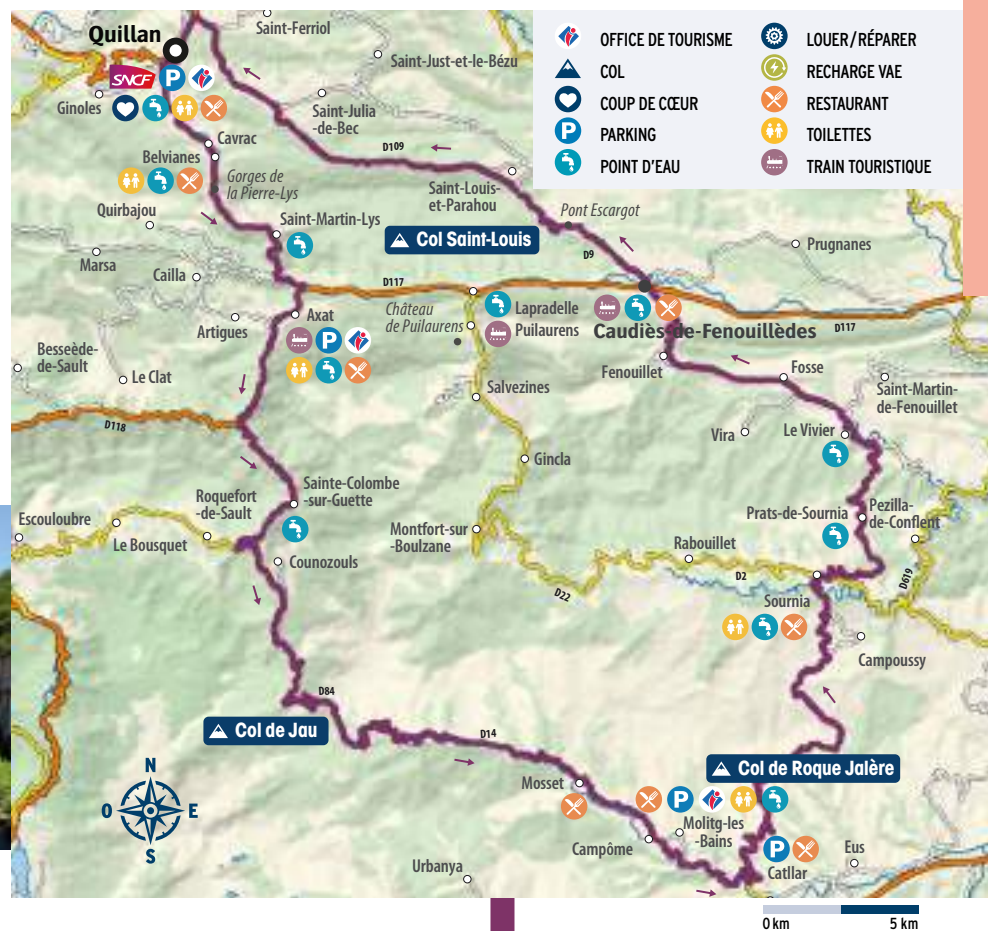 Quillan
SNCF
P
Ginoles
Saint-Ferriol
Saint-Just-et-le-Bézu
Saint-Julia
-de-Bec
OFFICE DE TOURISME
COL
COUP DE CŒUR
P PARKING
POINT D'EAU
LOUER/RÉPARER
RECHARGE VAE
RESTAURANT
TOILETTES
TRAIN TOURISTIQUE
Cavrac
Belvianes
D109
Gorges de
la Pierre-Lys
Saint-Louis-
et-Parahou
Quirbajou
Saint-Martin-Lys
Pont Escargot
Col Saint-Louis
Prugnanes
Marsa
Cailla
D9
D117
Château
de Puilaurens
Lapradelle
Puilaurens
Caudiès-de-Fenouillèdes
D117
Artigues
Axat
P
Besseède-
de-Sault
Le Clat
Fenouillet
Fosse
Saint-Martin-
de-Fenouillet
Salvezines
D118
Vira
Le Vivier
Gincla
Sainte-Colombe
-sur-Guette
Roquefort
-de-Sault
Escouloubre
Le Bousquet
Montfort-sur
-Boulzane
Prats-de-Sournia
Pezilla-
de-Conflent
Rabouillet
Counozouls
D2
D22
D619
Sournia
Campoussy
D84
Col de Jau
D14
Col de Roque Jalère
N
O
E
S
Mosset
P
Molitg-les
-Bains
Campôme
P
Catllar
Eus
Urbanya
0 km
5 km